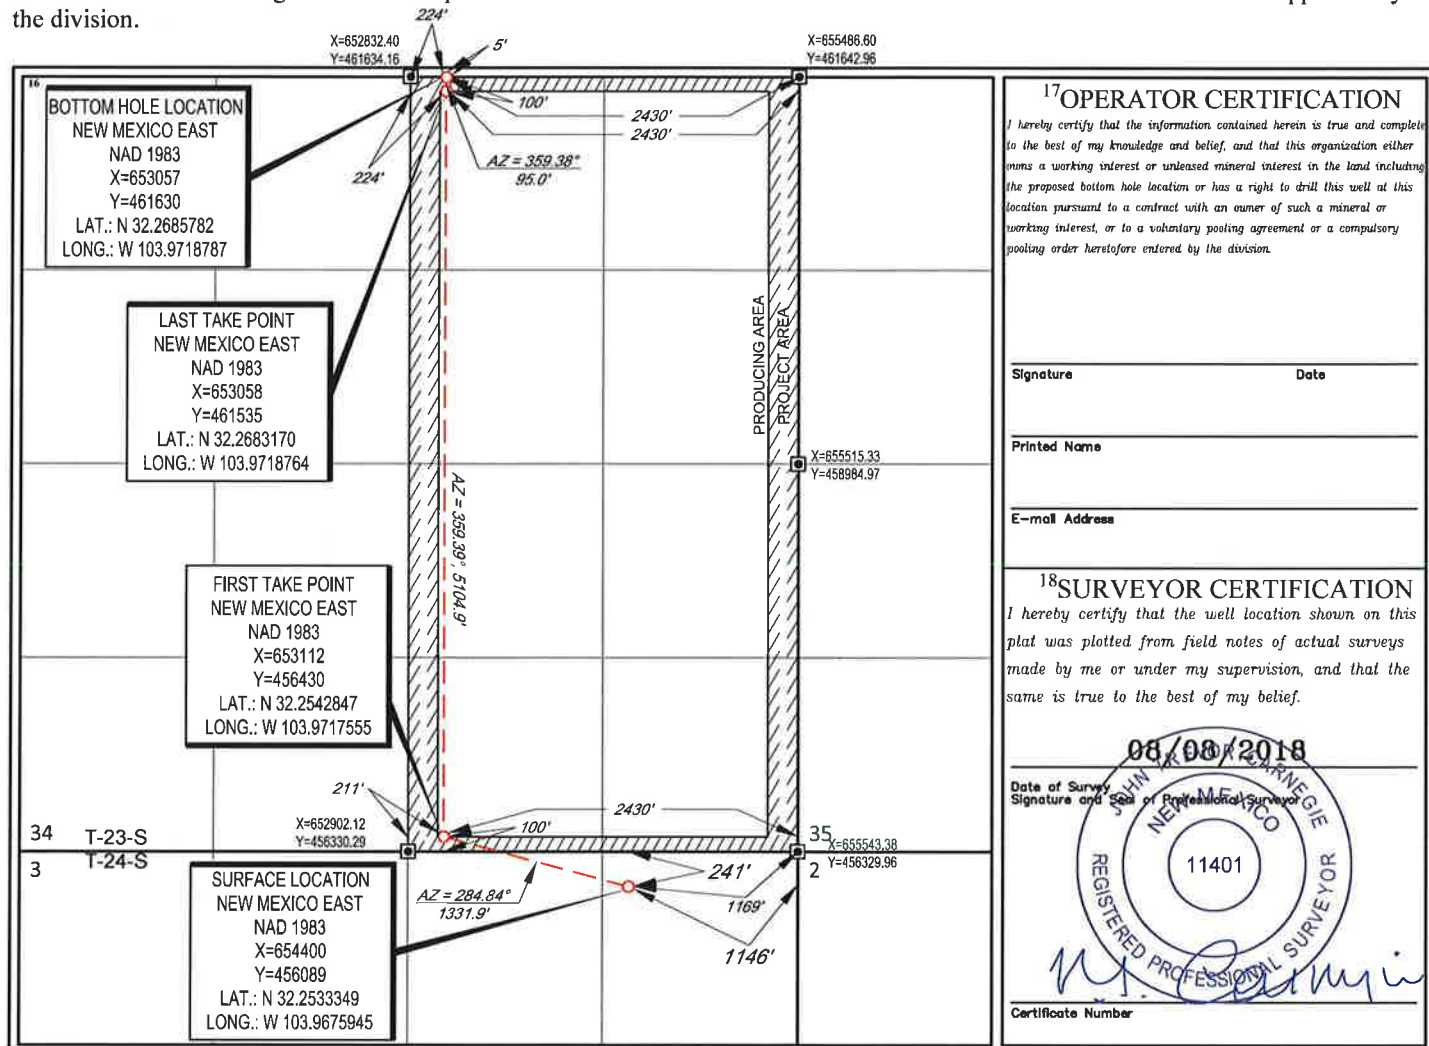 the division.
224'
5'
X=652832.40
Y=461634.16
X=655486.60
Y=461642.96
16
BOTTOM HOLE LOCATION
NEW MEXICO EAST
NAD 1983
X=653057
Y=461630
LAT.: N 32.2685782
LONG.: W 103.9718787
100'
2430'
2430'
224'
AZ = 359.38°
95.0'
LAST TAKE POINT
NEW MEXICO EAST
NAD 1983
X=653058
Y=461535
LAT.: N 32.2683170
LONG.: W 103.9718764
PRODUCING AREA
PROJECT AREA
X=655515.33
Y=458984.97
AZ = 359.39°, 5104.9'
FIRST TAKE POINT
NEW MEXICO EAST
NAD 1983
X=653112
Y=456430
LAT.: N 32.2542847
LONG.: W 103.9717555
211'
2430'
100'
X=652902.12
Y=456330.29
34 T-23-S
3 T-24-S
35
2
X=655543.38
Y=456329.96
241'
1169'
1146'
AZ = 284.84°
1331.9'
SURFACE LOCATION
NEW MEXICO EAST
NAD 1983
X=654400
Y=456089
LAT.: N 32.2533349
LONG.: W 103.9675945
17OPERATOR CERTIFICATION
I hereby certify that the information contained herein is true and complete
to the best of my knowledge and belief, and that this organization either
owns a working interest or unleased mineral interest in the land including
the proposed bottom hole location or has a right to drill this well at this
location pursuant to a contract with an owner of such a mineral or
working interest, or to a voluntary pooling agreement or a compulsory
pooling order heretofore entered by the division.
Signature Date
Printed Name
E-mail Address
18SURVEYOR CERTIFICATION
I hereby certify that the well location shown on this
plat was plotted from field notes of actual surveys
made by me or under my supervision, and that the
same is true to the best of my belief.
08/08/2018
Date of Survey
Signature and Seal of Professional Surveyor
JOHN TREVOR CARNEGIE
NEW MEXICO
11401
REGISTERED PROFESSIONAL SURVEYOR
Certificate Number